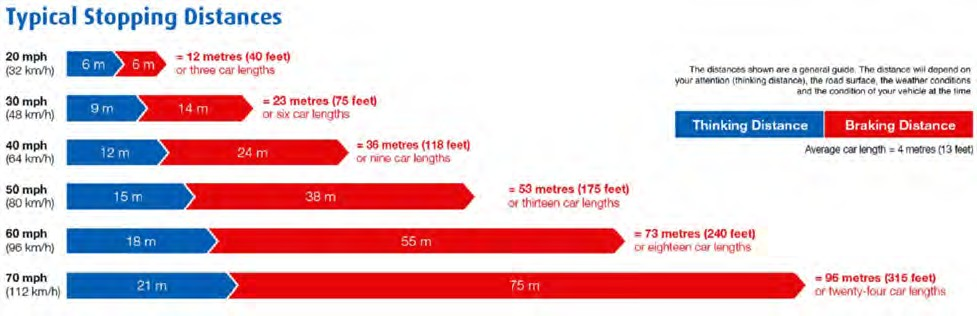 Typical Stopping Distances
20 mph
(32 km/h)
6 m
6 m
= 12 metres (40 feet)
or three car lengths
The distances shown are a general guide. The distance will depend on
your attention (thinking distance), the road surface, the weather conditions
and the condition of your vehicle at the time
30 mph
(48 km/h)
9 m
14 m
= 23 metres (75 feet)
or six car lengths
Thinking Distance
Braking Distance
Average car length = 4 metres (13 feet)
40 mph
(64 km/h)
12 m
24 m
= 36 metres (118 feet)
or nine car lengths
50 mph
(80 km/h)
15 m
38 m
= 53 metres (175 feet)
or thirteen car lengths
60 mph
(96 km/h)
18 m
55 m
= 73 metres (240 feet)
or eighteen car lengths
70 mph
(112 km/h)
21 m
75 m
= 96 metres (315 feet)
or twenty-four car lengths